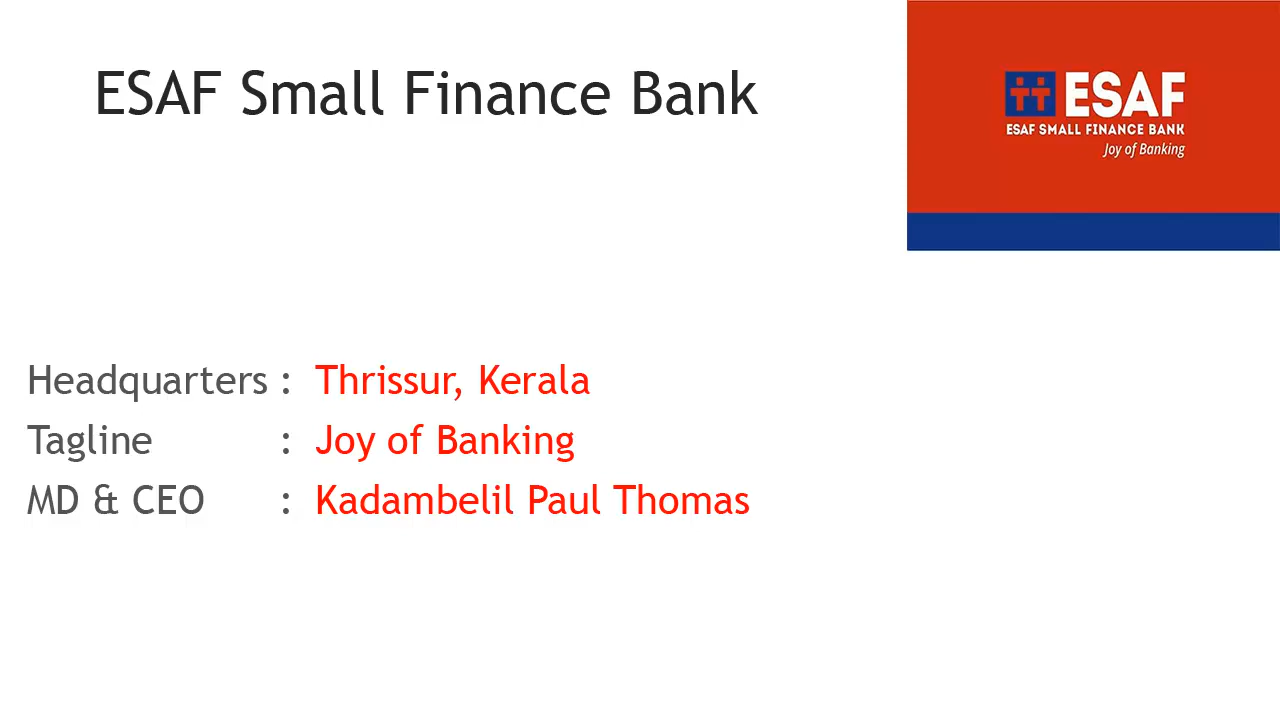 ESAF Small Finance Bank
ESAF
ESAF SMALL FINANCE BANK
Joy of Banking
Headquarters : Thrissur, Kerala
Tagline : Joy of Banking
MD & CEO : Kadambelil Paul Thomas